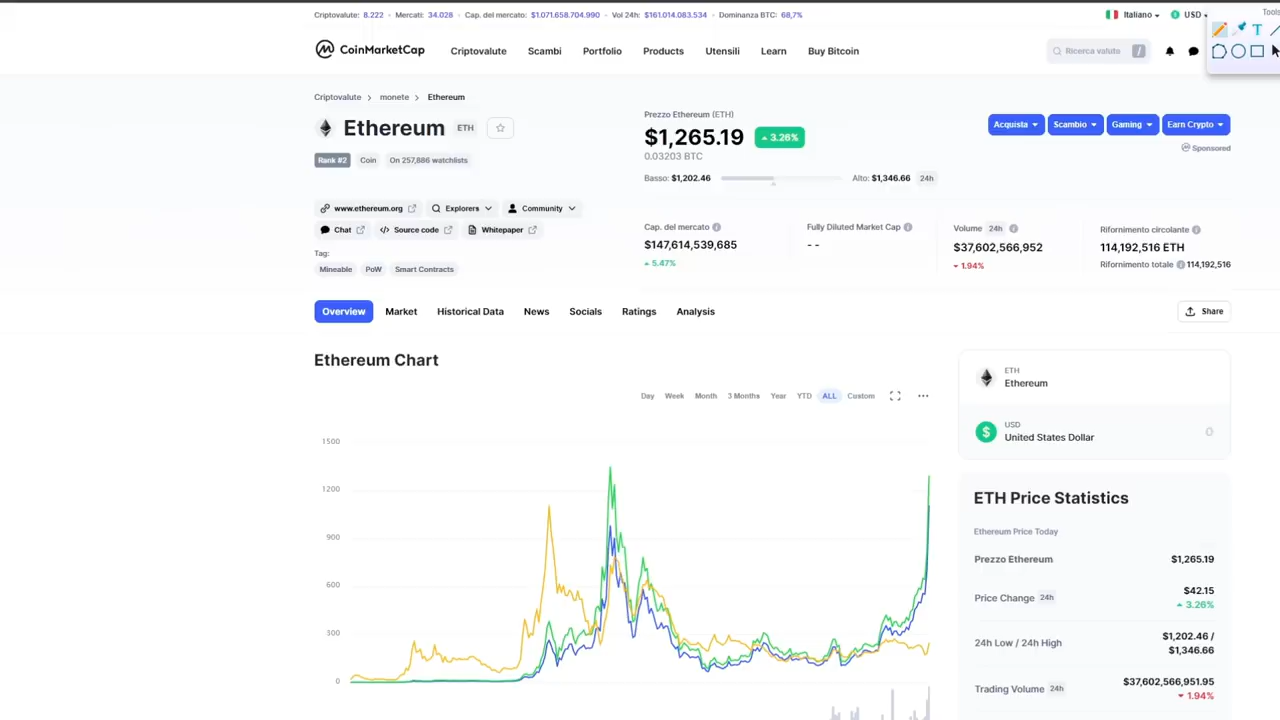 Criptovalute: 8.222 Mercati: 34.028 Cap. del mercato: $1.071.658.704.990 Vol 24h: $161.014.083.534 Dominanza BTC: 68,7%
Italiano USD
Tools
CoinMarketCap Criptovalute Scambi Portfolio Products Utensili Learn Buy Bitcoin Ricerca valute /
Criptovalute > monete > Ethereum
Ethereum ETH
Rank #2 Coin On 257,886 watchlists
Prezzo Ethereum (ETH)
$1,265.19 3.26%
0.03203 BTC
Basso: $1,202.46 Alto: $1,346.66 24h
Acquista Scambio Gaming Earn Crypto
Sponsored
www.ethereum.org Explorers Community
Chat Source code Whitepaper
Tag:
Mineable PoW Smart Contracts
Cap. del mercato
$147,614,539,685
5.47%
Fully Diluted Market Cap
- -
Volume 24h
$37,602,566,952
1.94%
Rifornimento circolante
114,192,516 ETH
Rifornimento totale 114,192,516
Overview Market Historical Data News Socials Ratings Analysis Share
Ethereum Chart
Day Week Month 3 Months Year YTD ALL Custom
1500
1200
900
600
300
0
ETH
Ethereum
USD
United States Dollar 0
ETH Price Statistics
Ethereum Price Today
Prezzo Ethereum $1,265.19
Price Change 24h $42.15
3.26%
24h Low / 24h High $1,202.46 /
$1,346.66
Trading Volume 24h $37,602,566,951.95
1.94%